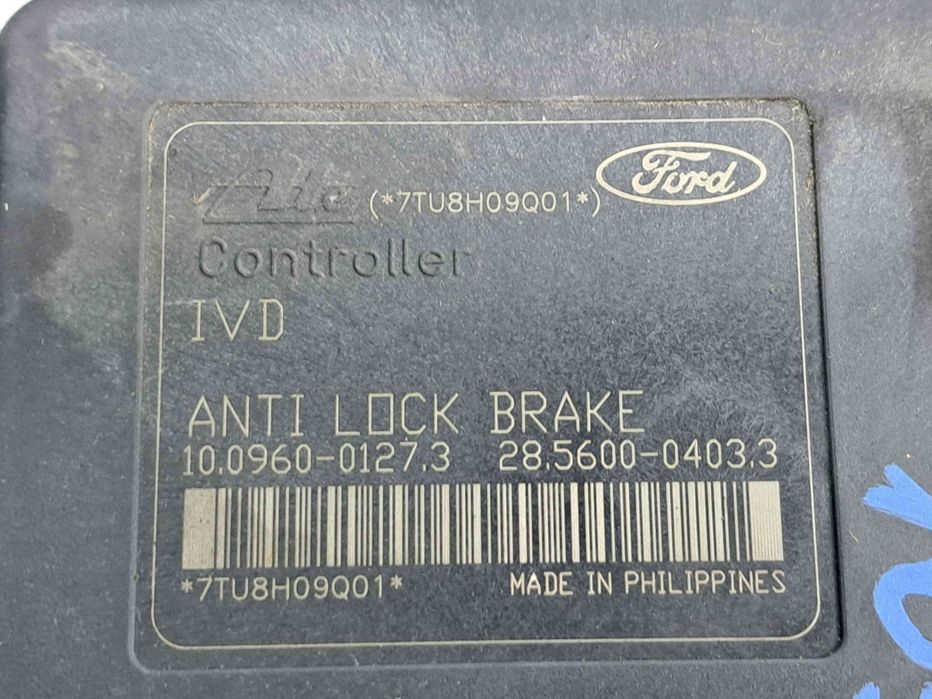 Ate (*7TU8H09Q01*) Ford
Controller
IVD
ANTI LOCK BRAKE
10.0960-0127.3 28.5600-0403.3
*7TU8H09Q01* MADE IN PHILIPPINES